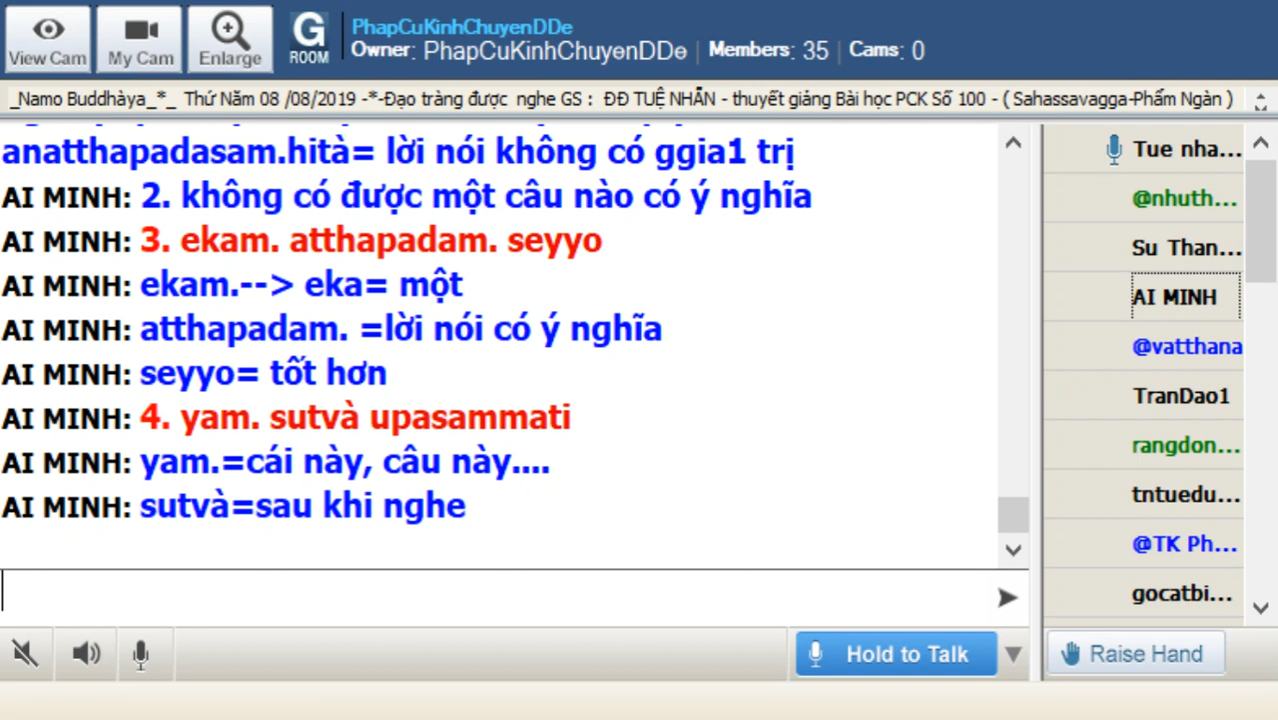 View Cam
My Cam
Enlarge
G
ROOM
PhapCuKinhChuyenDDe
Owner: PhapCuKinhChuyenDDe | Members: 35 | Cams: 0
_Namo Buddhàya_*_ Thứ Năm 08 /08/2019 -*-Đạo tràng được nghe GS : ĐĐ TUỆ NHẪN - thuyết giảng Bài học PCK Số 100 - ( Sahassavagga-Phẩm Ngàn )
anatthapadasam.hità= lời nói không có ggia1 trị
AI MINH: 2. không có được một câu nào có ý nghĩa
AI MINH: 3. ekam. atthapadam. seyyo
AI MINH: ekam.--> eka= một
AI MINH: atthapadam. =lời nói có ý nghĩa
AI MINH: seyyo= tốt hơn
AI MINH: 4. yam. sutvà upasammati
AI MINH: yam.=cái này, câu này....
AI MINH: sutvà=sau khi nghe
Tue nha...
@nhuth...
Su Than...
AI MINH
@vatthana
TranDao1
rangdon...
tntuedu...
@TK Ph...
gocatbi...
Hold to Talk
Raise Hand